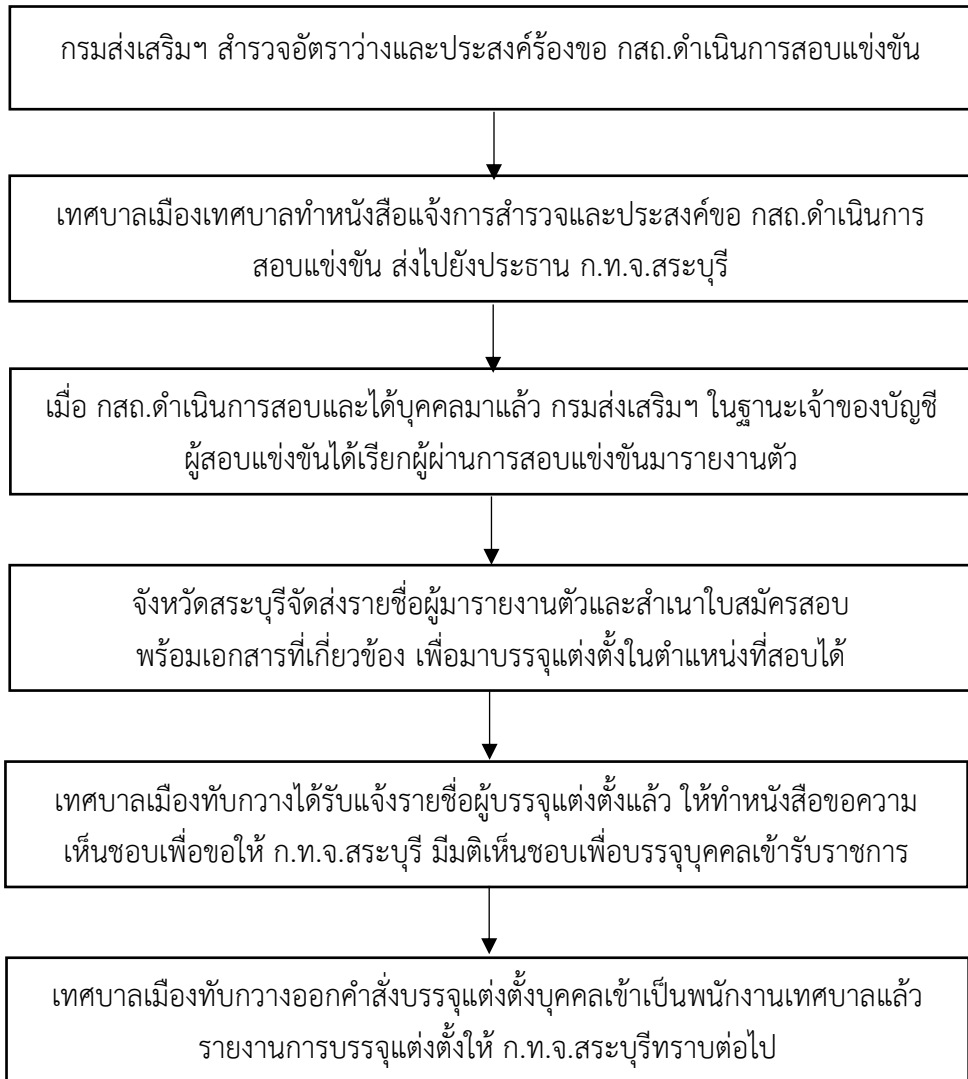 กรมส่งเสริมฯ สำรวจอัตราว่างและประสงค์ร้องขอ กสถ.ดำเนินการสอบแข่งขัน
เทศบาลเมืองเทศบาลทำหนังสือแจ้งการสำรวจและประสงค์ขอ กสถ.ดำเนินการ
สอบแข่งขัน ส่งไปยังประธาน ก.ท.จ.สระบุรี
เมื่อ กสถ.ดำเนินการสอบและได้บุคคลมาแล้ว กรมส่งเสริมฯ ในฐานะเจ้าของบัญชี
ผู้สอบแข่งขันได้เรียกผู้ผ่านการสอบแข่งขันมารายงานตัว
จังหวัดสระบุรีจัดส่งรายชื่อผู้มารายงานตัวและสำเนาใบสมัครสอบ
พร้อมเอกสารที่เกี่ยวข้อง เพื่อมาบรรจุแต่งตั้งในตำแหน่งที่สอบได้
เทศบาลเมืองทับกวางได้รับแจ้งรายชื่อผู้บรรจุแต่งตั้งแล้ว ให้ทำหนังสือขอความ
เห็นชอบเพื่อขอให้ ก.ท.จ.สระบุรี มีมติเห็นชอบเพื่อบรรจุบุคคลเข้ารับราชการ
เทศบาลเมืองทับกวางออกคำสั่งบรรจุแต่งตั้งบุคคลเข้าเป็นพนักงานเทศบาลแล้ว
รายงานการบรรจุแต่งตั้งให้ ก.ท.จ.สระบุรีทราบต่อไป